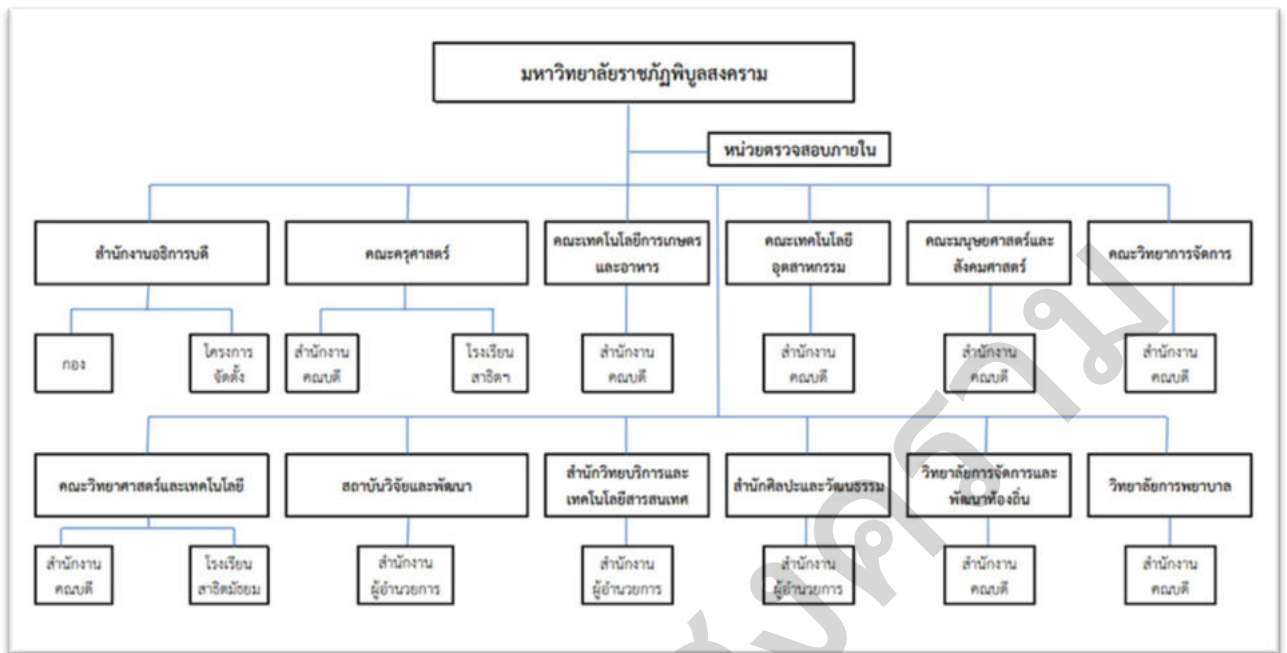 มหาวิทยาลัยราชภัฏพิบูลสงคราม
หน่วยตรวจสอบภายใน
สำนักงานอธิการบดี
คณะครุศาสตร์
คณะเทคโนโลยีการเกษตร
และอาหาร
คณะเทคโนโลยี
อุตสาหกรรม
คณะมนุษยศาสตร์และ
สังคมศาสตร์
คณะวิทยาการจัดการ
กอง
โครงการ
จัดตั้ง
สำนักงาน
คณบดี
โรงเรียน
สาธิตฯ
สำนักงาน
คณบดี
สำนักงาน
คณบดี
สำนักงาน
คณบดี
สำนักงาน
คณบดี
คณะวิทยาศาสตร์และเทคโนโลยี
สถาบันวิจัยและพัฒนา
สำนักวิทยบริการและ
เทคโนโลยีสารสนเทศ
สำนักศิลปะและวัฒนธรรม
วิทยาลัยการจัดการและ
พัฒนาท้องถิ่น
วิทยาลัยการพยาบาล
สำนักงาน
คณบดี
โรงเรียน
สาธิตมัธยม
สำนักงาน
ผู้อำนวยการ
สำนักงาน
ผู้อำนวยการ
สำนักงาน
ผู้อำนวยการ
สำนักงาน
คณบดี
สำนักงาน
คณบดี